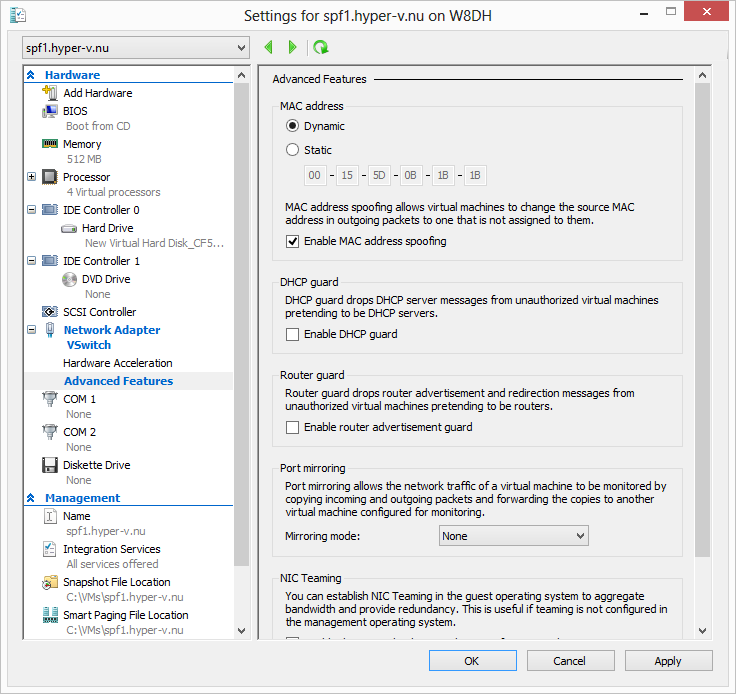 Settings for spf1.hyper-v.nu on W8DH
spf1.hyper-v.nu
Hardware
Add Hardware
BIOS
Boot from CD
Memory
512 MB
Processor
4 Virtual processors
IDE Controller 0
Hard Drive
New Virtual Hard Disk_CF5...
IDE Controller 1
DVD Drive
None
SCSI Controller
Network Adapter
VSwitch
Hardware Acceleration
Advanced Features
COM 1
None
COM 2
None
Diskette Drive
None
Management
Name
spf1.hyper-v.nu
Integration Services
All services offered
Snapshot File Location
C:\VMs\spf1.hyper-v.nu
Smart Paging File Location
C:\VMs\spf1.hyper-v.nu
Advanced Features
MAC address
Dynamic
Static
00 - 15 - 5D - 0B - 1B - 1B
MAC address spoofing allows virtual machines to change the source MAC
address in outgoing packets to one that is not assigned to them.
Enable MAC address spoofing
DHCP guard
DHCP guard drops DHCP server messages from unauthorized virtual machines
pretending to be DHCP servers.
Enable DHCP guard
Router guard
Router guard drops router advertisement and redirection messages from
unauthorized virtual machines pretending to be routers.
Enable router advertisement guard
Port mirroring
Port mirroring allows the network traffic of a virtual machine to be monitored by
copying incoming and outgoing packets and forwarding the copies to another
virtual machine configured for monitoring.
Mirroring mode: None
NIC Teaming
You can establish NIC Teaming in the guest operating system to aggregate
bandwidth and provide redundancy. This is useful if teaming is not configured in
the management operating system.
OK Cancel Apply